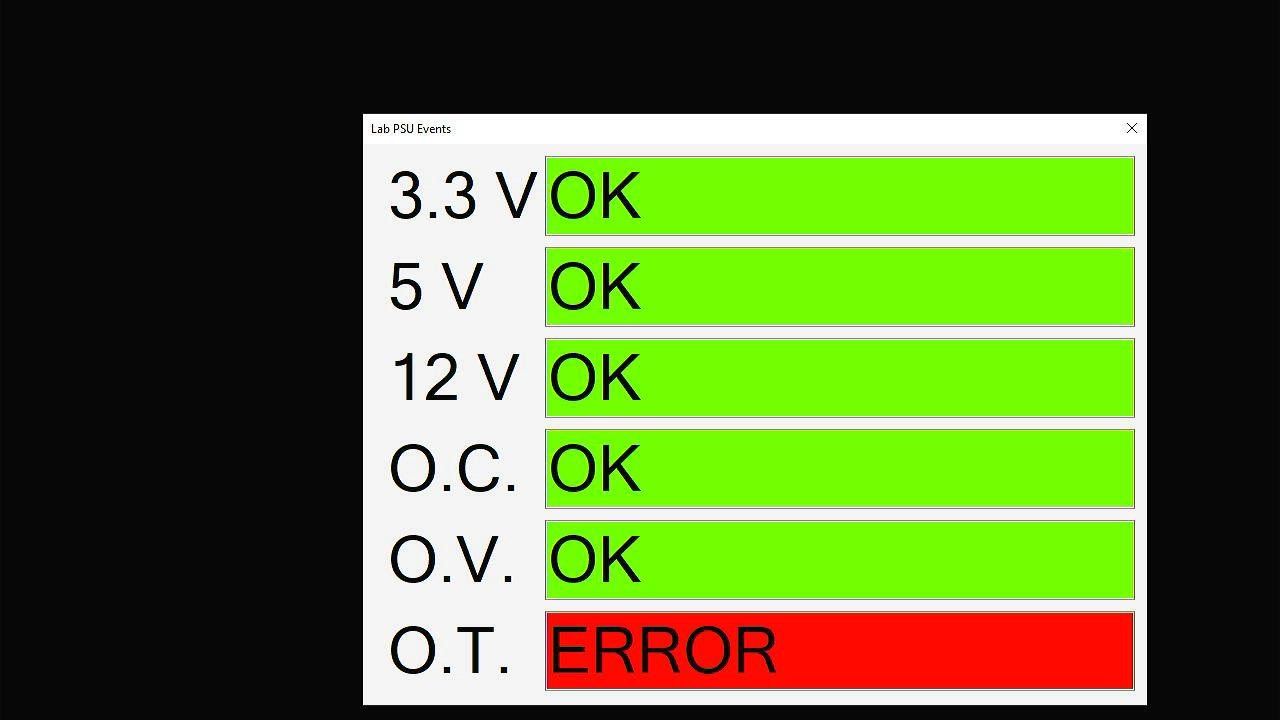 Lab PSU Events
3.3 V OK
5 V OK
12 V OK
O.C. OK
O.V. OK
O.T. ERROR